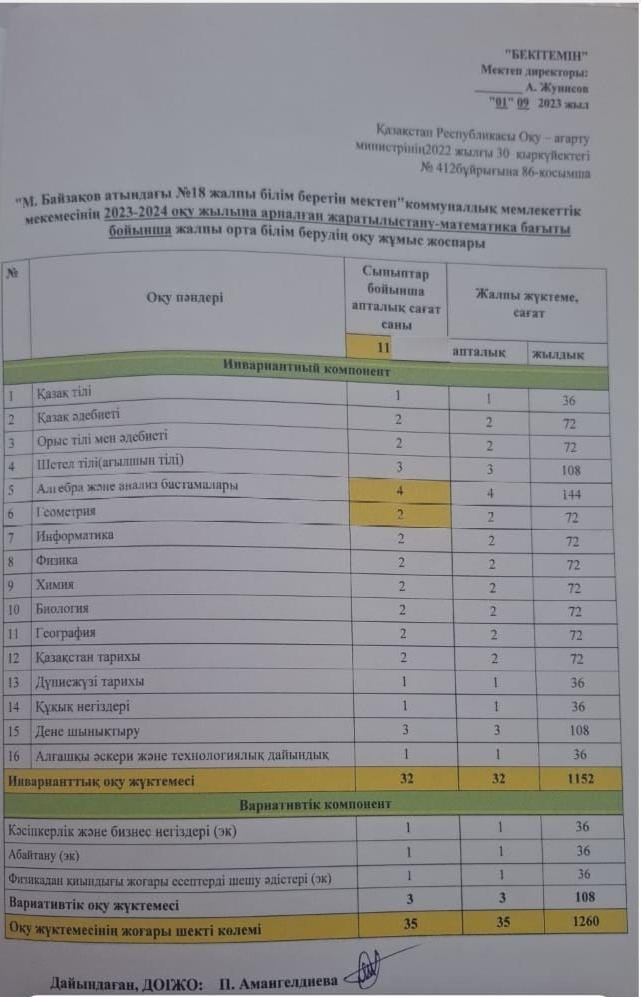 "БЕКІТЕМІН"
Мектеп директоры:
________ А. Жунисов
"01" 09 2023 жыл
Қазақстан Республикасы Оқу – ағарту
министрінің2022 жылғы 30 қыркүйектегі
№ 412бұйрығына 86-қосымша
"М. Байзақов атындағы №18 жалпы білім беретін мектеп"коммуналдық мемлекеттік
мекемесінің 2023-2024 оқу жылына арналған жаратылыстану-математика бағыты
бойынша жалпы орта білім берудің оқу жұмыс жоспары
№ Оқу пәндері Сыныптар бойынша апталық сағат саны Жалпы жүктеме, сағат
11 апталық жылдық
Инвариантный компонент
1 Қазақ тілі 1 1 36
2 Қазақ әдебиеті 2 2 72
3 Орыс тілі мен әдебиеті 2 2 72
4 Шетел тілі(ағылшын тілі) 3 3 108
5 Алгебра және анализ бастамалары 4 4 144
6 Геометрия 2 2 72
7 Информатика 2 2 72
8 Физика 2 2 72
9 Химия 2 2 72
10 Биология 2 2 72
11 География 2 2 72
12 Қазақстан тарихы 2 2 72
13 Дүниежүзі тарихы 1 1 36
14 Құқық негіздері 1 1 36
15 Дене шынықтыру 3 3 108
16 Алғашқы әскери және технологиялық дайындық 1 1 36
Инварианттық оқу жүктемесі 32 32 1152
Вариативтік компонент
Кәсіпкерлік және бизнес негіздері (эк) 1 1 36
Абайтану (эк) 1 1 36
Физикадан қиындығы жоғары есептерді шешу әдістері (эк) 1 1 36
Вариативтік оқу жүктемесі 3 3 108
Оқу жүктемесінің жоғары шекті көлемі 35 35 1260
Дайындаған, ДОІЖО: П. Амангелдиева